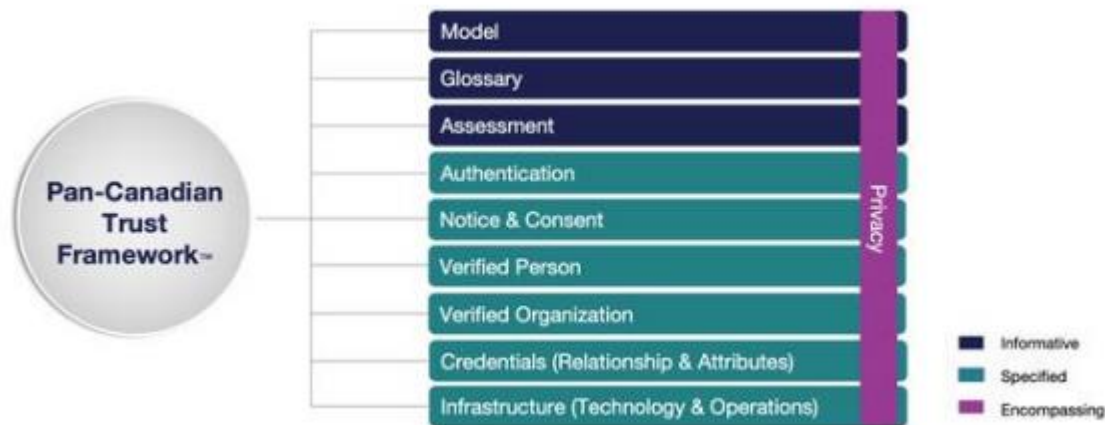 Pan-Canadian
Trust
Framework™
Model
Glossary
Assessment
Authentication
Notice & Consent
Verified Person
Verified Organization
Credentials (Relationship & Attributes)
Infrastructure (Technology & Operations)
Privacy
Informative
Specified
Encompassing